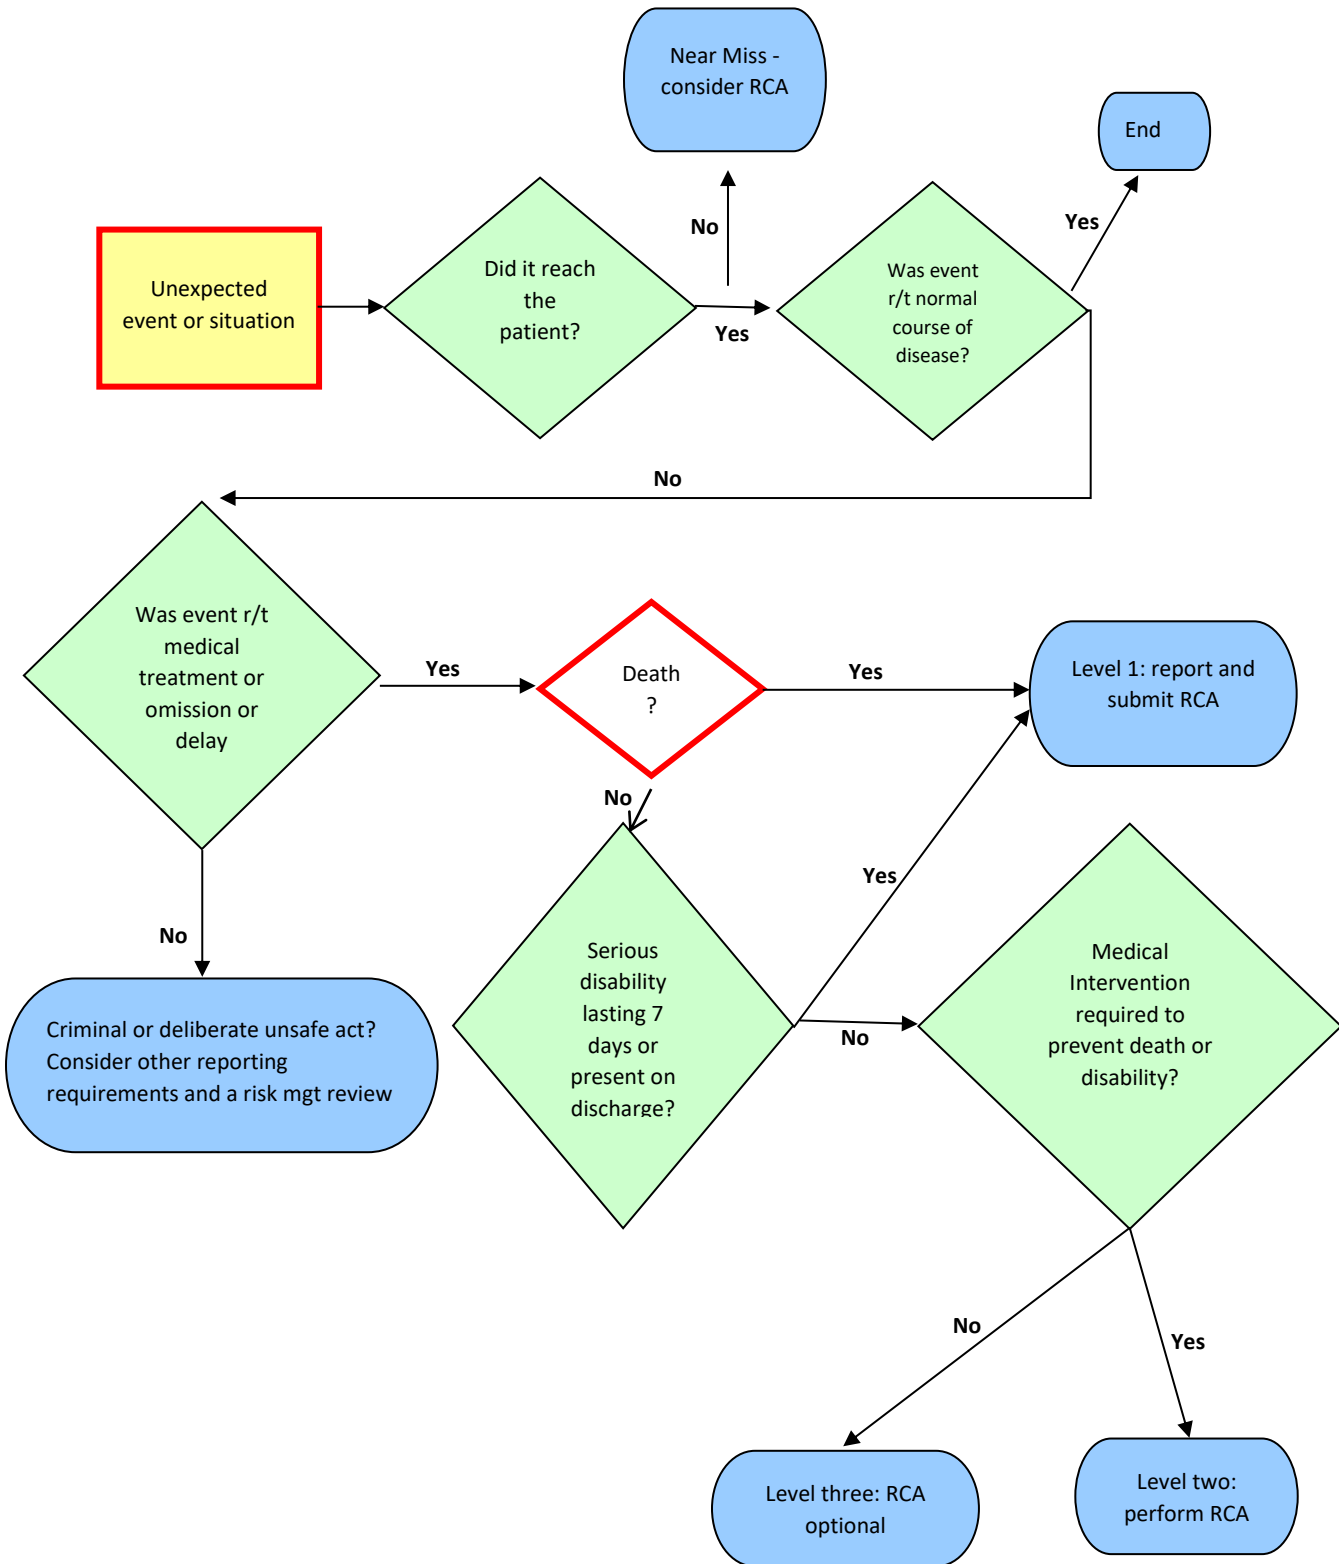 Near Miss -
consider RCA
End
No
Yes
Unexpected
event or situation
Did it reach
the
patient?
Yes
Was event
r/t normal
course of
disease?
No
Was event r/t
medical
treatment or
omission or
delay
Yes
Death
?
Yes
Level 1: report and
submit RCA
No
No
Criminal or deliberate unsafe act?
Consider other reporting
requirements and a risk mgt review
Serious
disability
lasting 7
days or
present on
discharge?
Yes
No
Medical
Intervention
required to
prevent death or
disability?
No
Yes
Level three: RCA
optional
Level two:
perform RCA